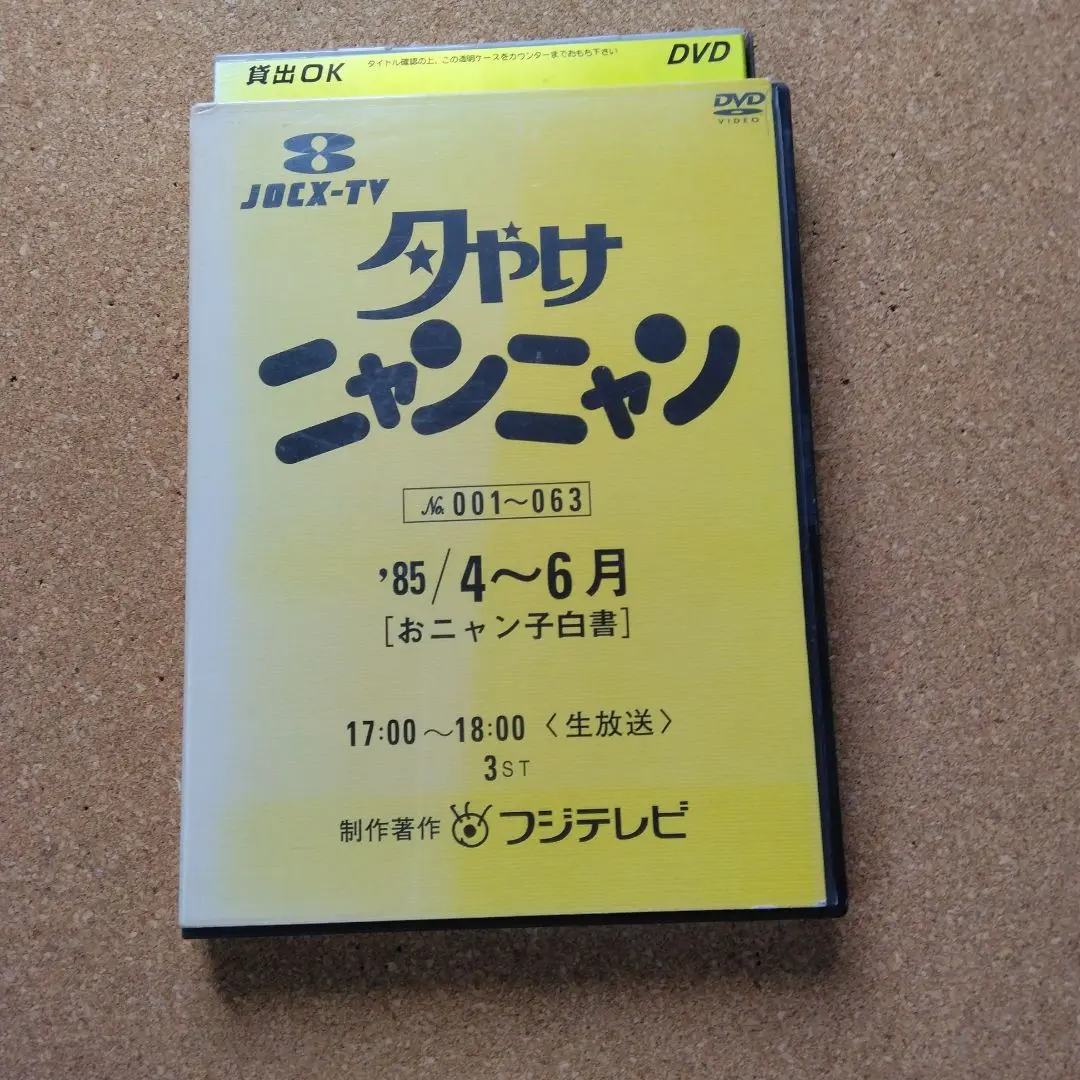 貸出OK
タイトル確認の上、この透明ケースをカウンターまでおもち下さい
DVD
DVD
VIDEO
8
JOCX-TV
夕やけ
ニャンニャン
No. 001～063
'85/4～6月
[おニャン子白書]
17:00～18:00〈生放送〉
3ST
制作著作 フジテレビ